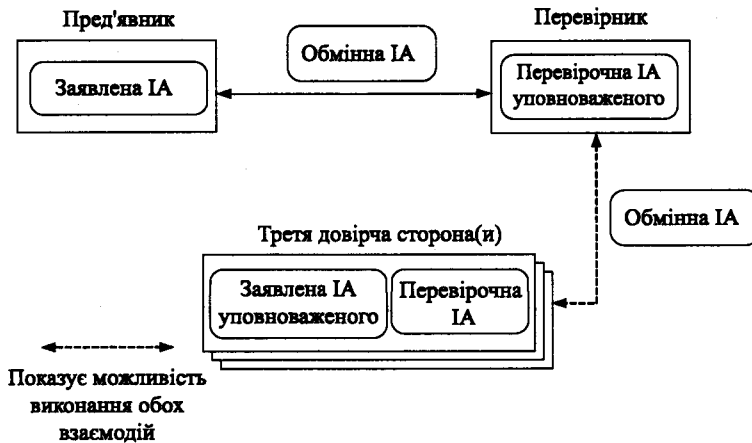 Пред'явник
Перевірник
Обмінна ІА
Заявлена ІА
Перевірочна ІА
уповноваженого
Обмінна ІА
Третя довірча сторона(и)
Заявлена ІА
уповноваженого
Перевірочна
ІА
Показує можливість
виконання обох
взаємодій